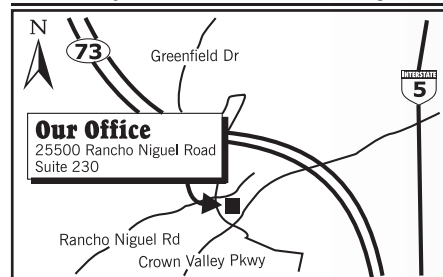 N
73
Greenfield Dr
INTERSTATE
5
Our Office
25500 Rancho Niguel Road
Suite 230
Rancho Niguel Rd
Crown Valley Pkwy